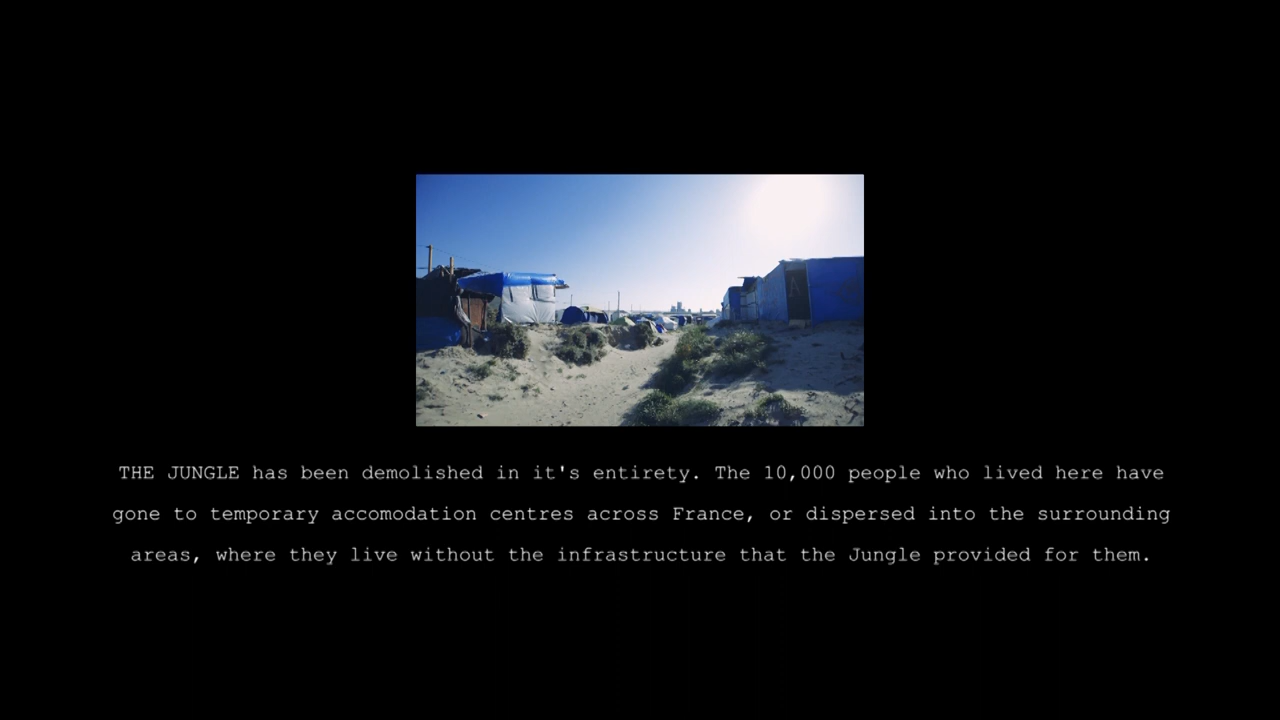 THE JUNGLE has been demolished in it's entirety. The 10,000 people who lived here have
gone to temporary accomodation centres across France, or dispersed into the surrounding
areas, where they live without the infrastructure that the Jungle provided for them.